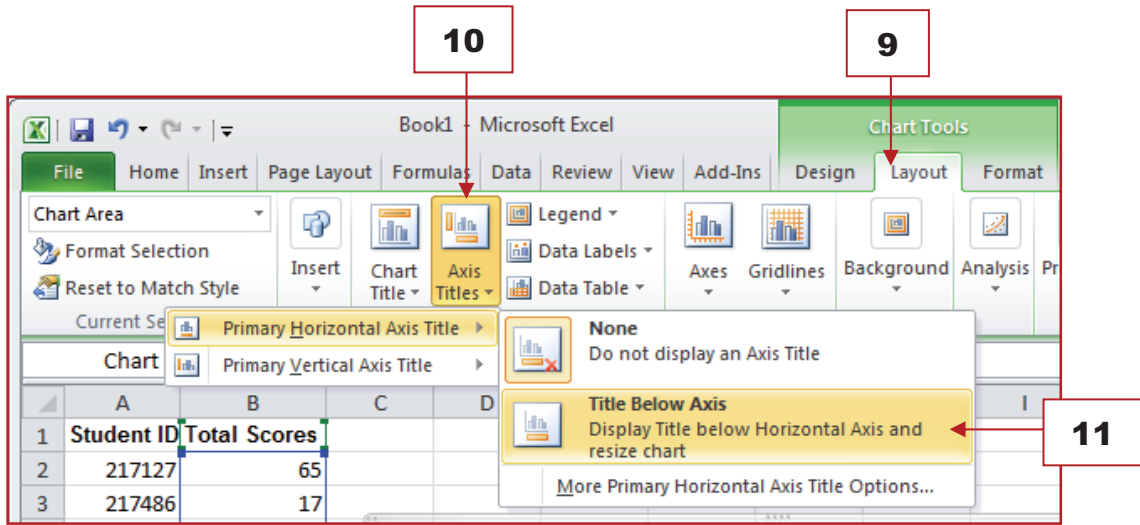 10
9
Book1 - Microsoft Excel
Chart Tools
File Home Insert Page Layout Formulas Data Review View Add-Ins Design Layout Format
Chart Area
Format Selection
Reset to Match Style
Current Se
Insert
Chart
Title
Axis
Titles
Legend
Data Labels
Data Table
Axes
Gridlines
Background
Analysis
Pr
Primary Horizontal Axis Title
Primary Vertical Axis Title
None
Do not display an Axis Title
Title Below Axis
Display Title below Horizontal Axis and
resize chart
More Primary Horizontal Axis Title Options...
11
Chart
A B C D I
1 Student ID Total Scores
2 217127 65
3 217486 17